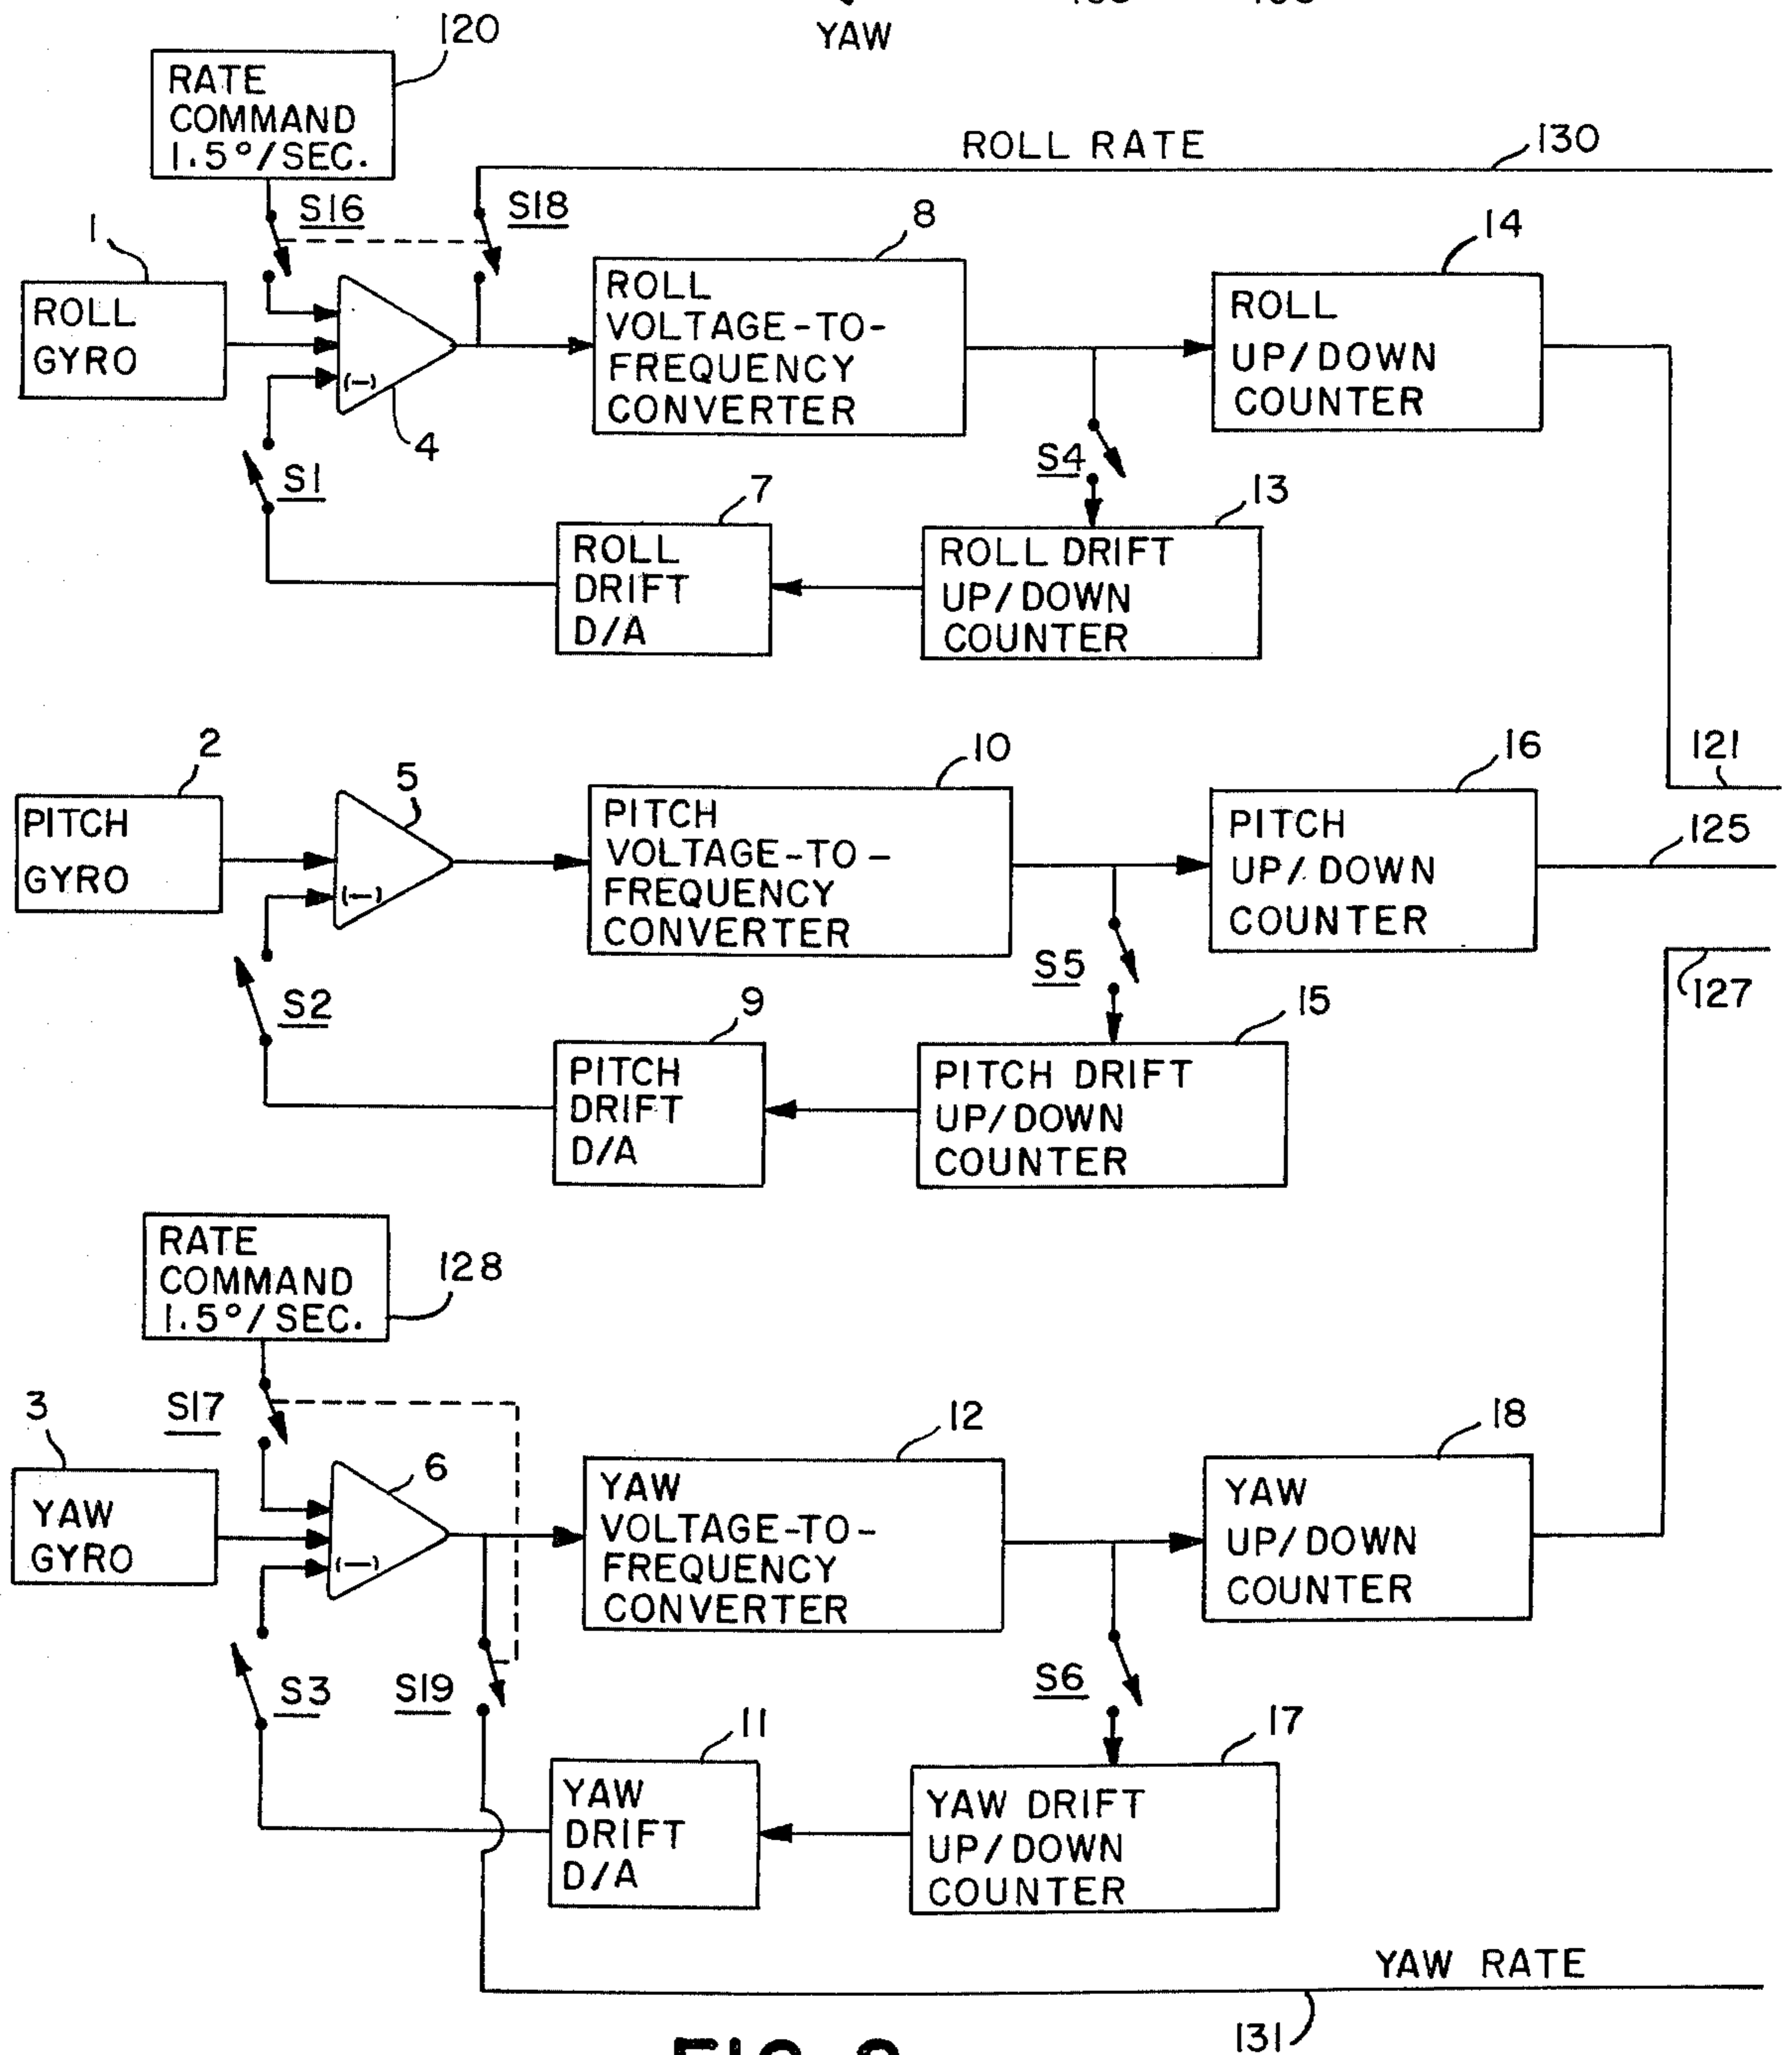 YAW
120
RATE
COMMAND
1.5°/SEC.
ROLL RATE
130
S16
S18
1
8
14
ROLL
GYRO
(-)
4
ROLL
VOLTAGE-TO-
FREQUENCY
CONVERTER
ROLL
UP/DOWN
COUNTER
S1
S4
7
13
ROLL
DRIFT
D/A
ROLL DRIFT
UP/DOWN
COUNTER
2
5
10
16
121
PITCH
GYRO
(-)
PITCH
VOLTAGE-TO-
FREQUENCY
CONVERTER
PITCH
UP/DOWN
COUNTER
125
127
S2
S5
9
15
PITCH
DRIFT
D/A
PITCH DRIFT
UP/DOWN
COUNTER
RATE
COMMAND
1.5°/SEC.
128
3
S17
6
12
18
YAW
GYRO
(-)
YAW
VOLTAGE-TO-
FREQUENCY
CONVERTER
YAW
UP/DOWN
COUNTER
S3
S19
S6
11
17
YAW
DRIFT
D/A
YAW DRIFT
UP/DOWN
COUNTER
YAW RATE
131